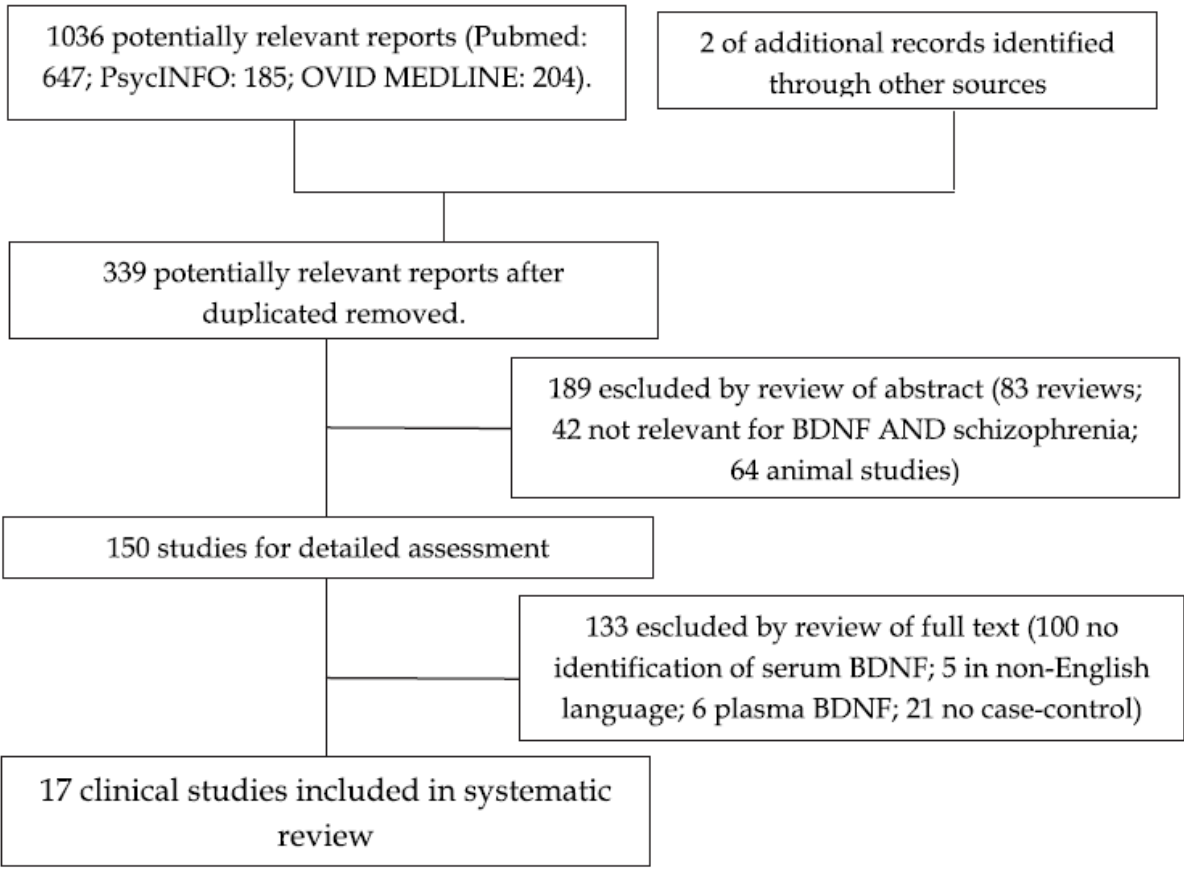 1036 potentially relevant reports (Pubmed:
647; PsycINFO: 185; OVID MEDLINE: 204).
2 of additional records identified
through other sources
339 potentially relevant reports after
duplicated removed.
189 escluded by review of abstract (83 reviews;
42 not relevant for BDNF AND schizophrenia;
64 animal studies)
150 studies for detailed assessment
133 escluded by review of full text (100 no
identification of serum BDNF; 5 in non-English
language; 6 plasma BDNF; 21 no case-control)
17 clinical studies included in systematic
review